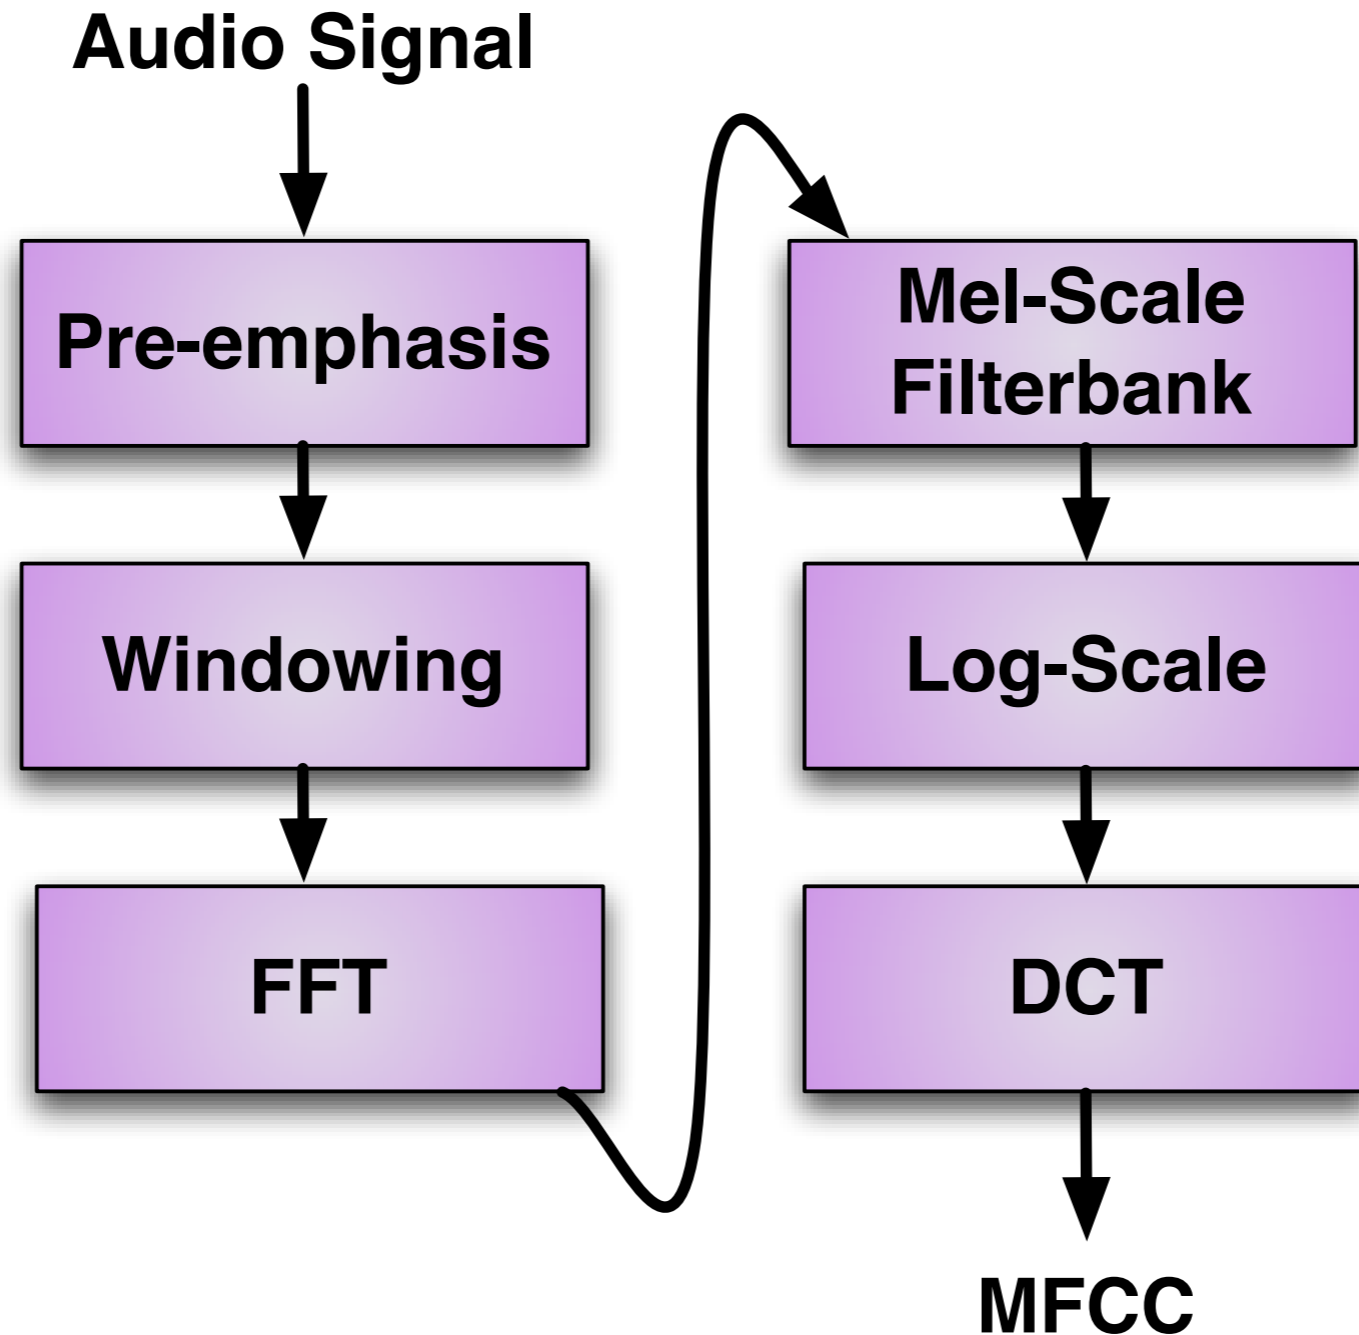 Audio Signal
Pre-emphasis
Windowing
FFT
Mel-Scale
Filterbank
Log-Scale
DCT
MFCC